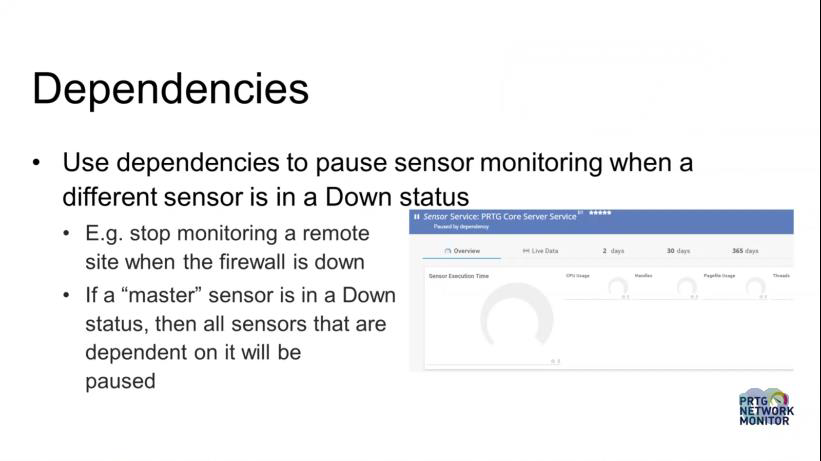 Dependencies
• Use dependencies to pause sensor monitoring when a
different sensor is in a Down status
• E.g. stop monitoring a remote
site when the firewall is down
• If a “master” sensor is in a Down
status, then all sensors that are
dependent on it will be
paused
Sensor Service: PRTG Core Server Service
Paused by dependency
Overview
Live Data
2 days
30 days
365 days
Sensor Execution Time
CPU Usage
Handles
Pagefile Usage
Threads
PRTG
NETWORK
MONITOR